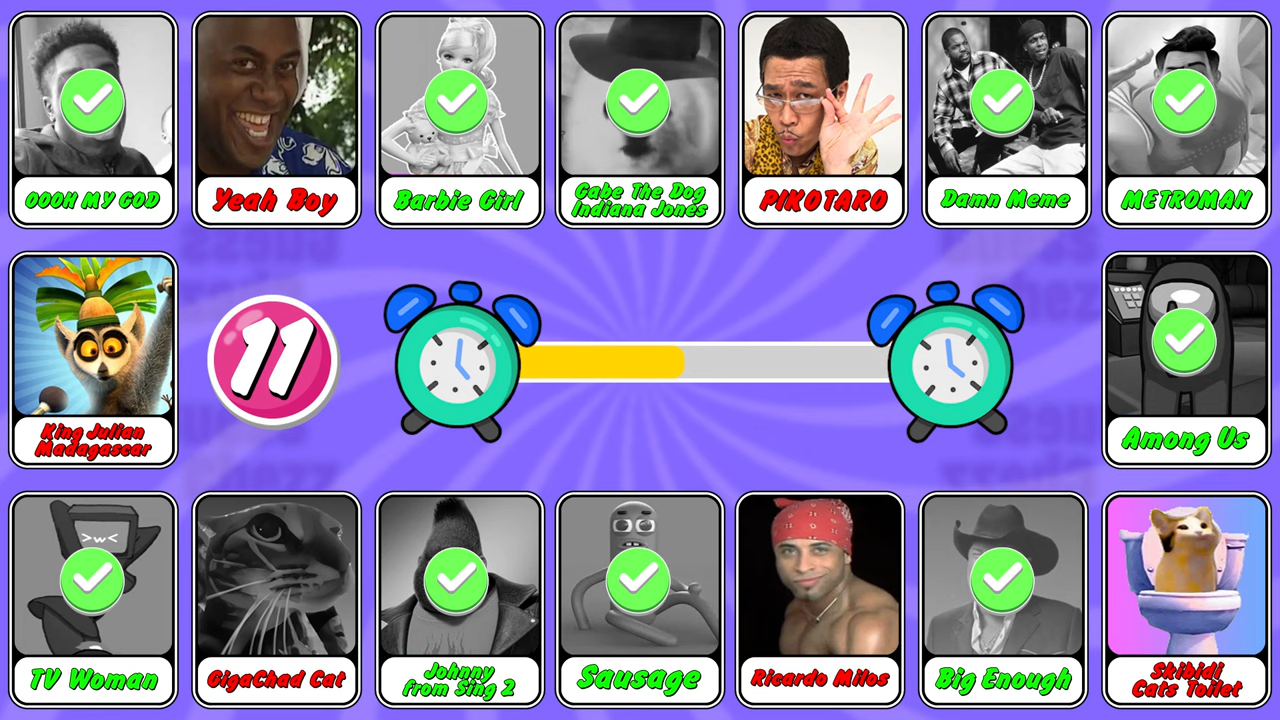 OOOH MY GOD
Yeah Boy
Barbie Girl
Gabe The Dog
Indiana Jones
PIKOTARO
Damn Meme
METROMAN
King Julian
Madagascar
11
Among Us
>w<
TV Woman
GigaChad Cat
Johnny
from Sing 2
Sausage
Ricardo Milos
Big Enough
Skibidi
Cats Toilet